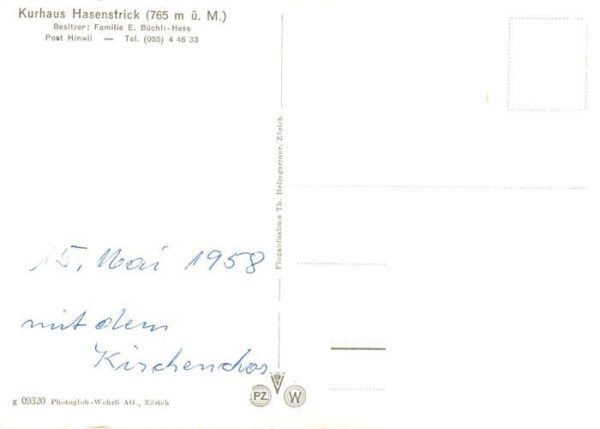 Kurhaus Hasenstrick (765 m ü. M.)
Besitzer: Familie E. Büchli-Hess
Post Hinwil — Tel. (055) 4 46 33
Flugaufnahme Th. Heimgartner, Zürich
15. Mai 1958
mit dem
Kirchenchor
PZ W
g 09320 Photoglob-Wehrli AG., Zürich